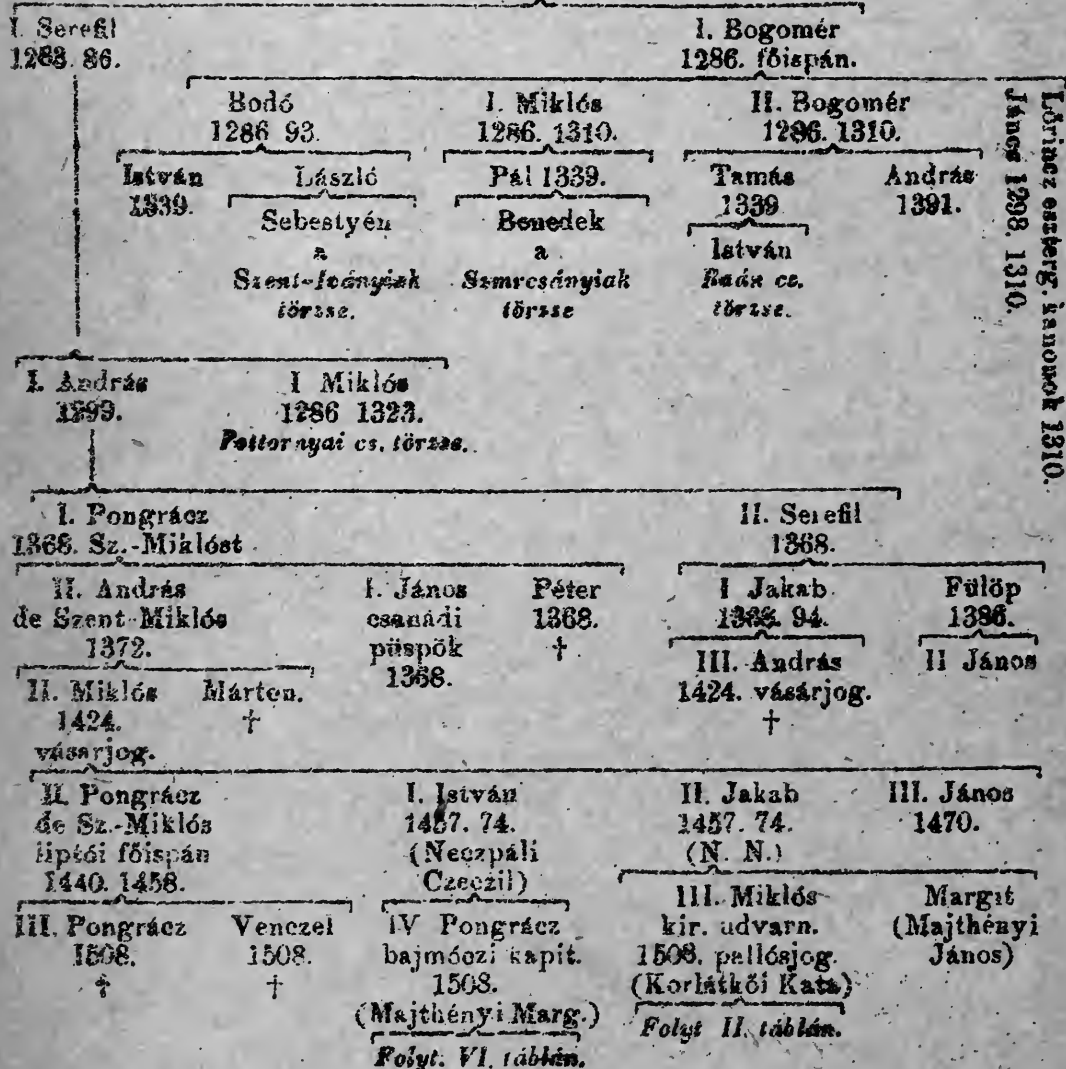 I. Serefil
1283. 86.
I. Bogomér
1286. főispán.
Bodó
1286 93.
I. Miklós
1286. 1310.
II. Bogomér
1286. 1310.
Lőrincz eszterg. kanonok 1310.
János 1298. 1310.
István
1339.
László
Pál 1339.
Tamás
1339
András
1391.
Sebestyén
a
Szent-Iványiak
törzse.
Benedek
a
Szmrcsányiak
törzse
István
cs.
törzse.
I. András
1299.
I Miklós
1286 1323.
Pottornyai cs. törzse.
I. Pongrácz
1368. Sz.-Miklóst
II. Serefil
1368.
II. András
de Szent-Miklós
1372.
I. János
csanádi
püspök
1368.
Péter
1368.
†
I Jakab
1368. 94.
Fülöp
1386.
II. Miklós
1424.
vásarjog.
Márton.
†
III. András
1424. vásárjog.
†
II János
II. Pongrácz
de Sz.-Miklós
liptói főispán
1440. 1458.
I. István
1457. 74.
(Neczpáli
Czeczil)
II. Jakab
1457. 74.
(N. N.)
III. János
1470.
III. Pongrácz
1508.
†
Venczel
1508.
†
IV Pongrácz
bajmóczi kapit.
1508.
(Majthényi Marg.)
Folyt. VI. táblán.
III. Miklós
kir. udvarn.
1508. pallósjog.
(Korlátkői Kata)
Folyt II. táblán.
Margit
(Majthényi
János)